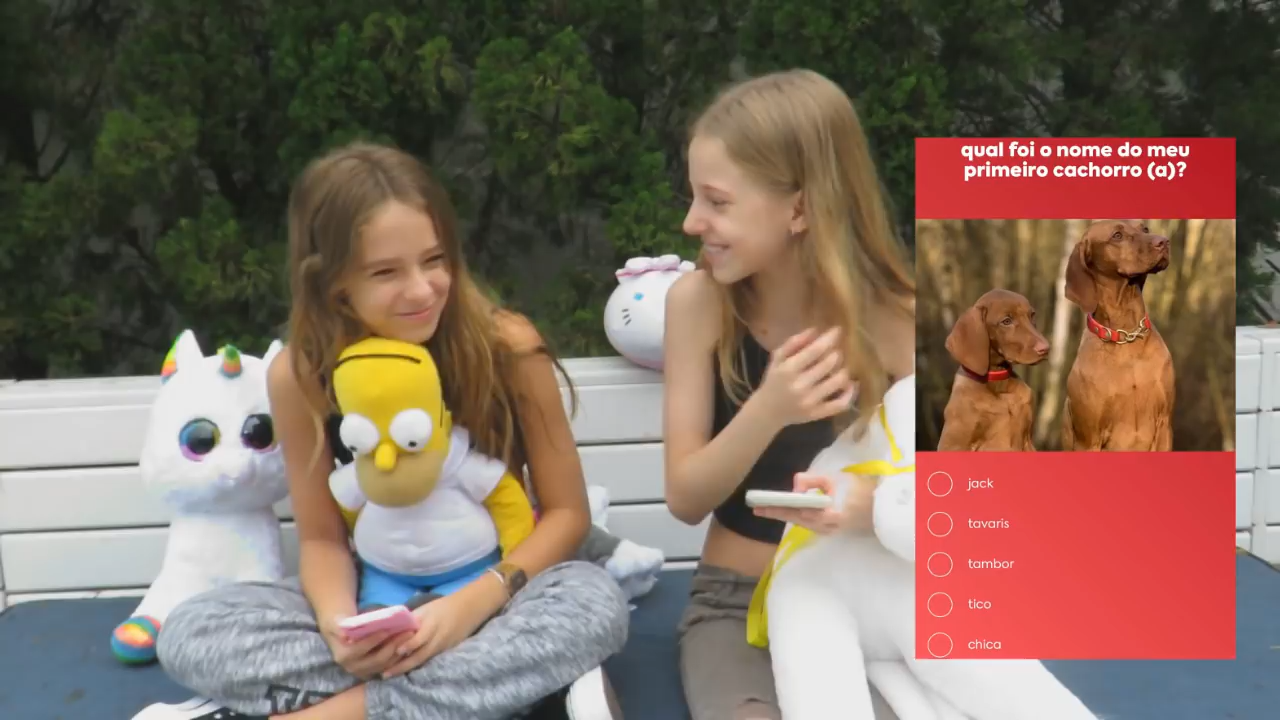 qual foi o nome do meu
primeiro cachorro (a)?
jack
tavaris
tambor
tico
chica